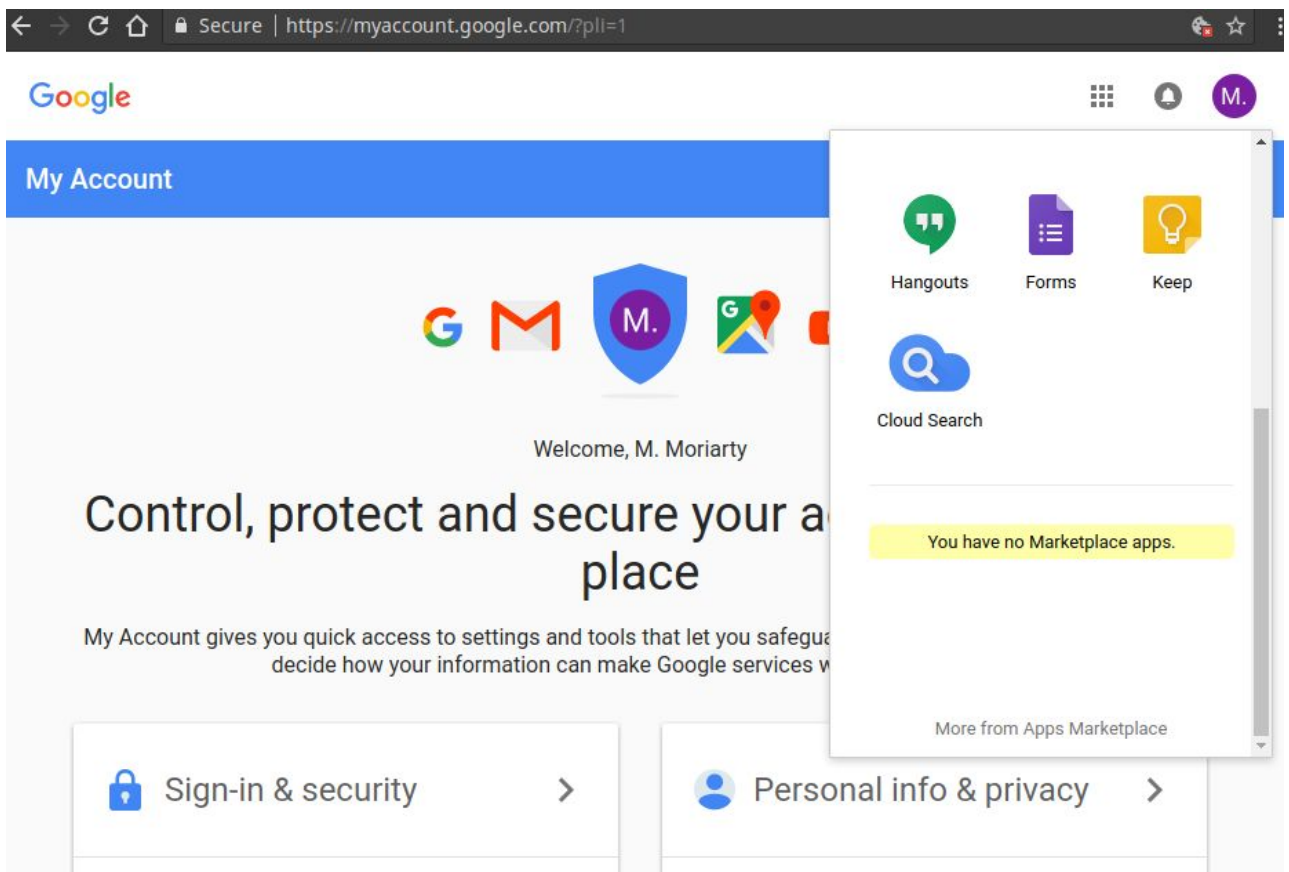 Secure | https://myaccount.google.com/?pli=1
Google
M.
My Account
Hangouts Forms Keep
Cloud Search
You have no Marketplace apps.
More from Apps Marketplace
G M. G
Welcome, M. Moriarty
Control, protect and secure your
place
My Account gives you quick access to settings and tools that let you
decide how your information can make Google services
Sign-in & security
Personal info & privacy